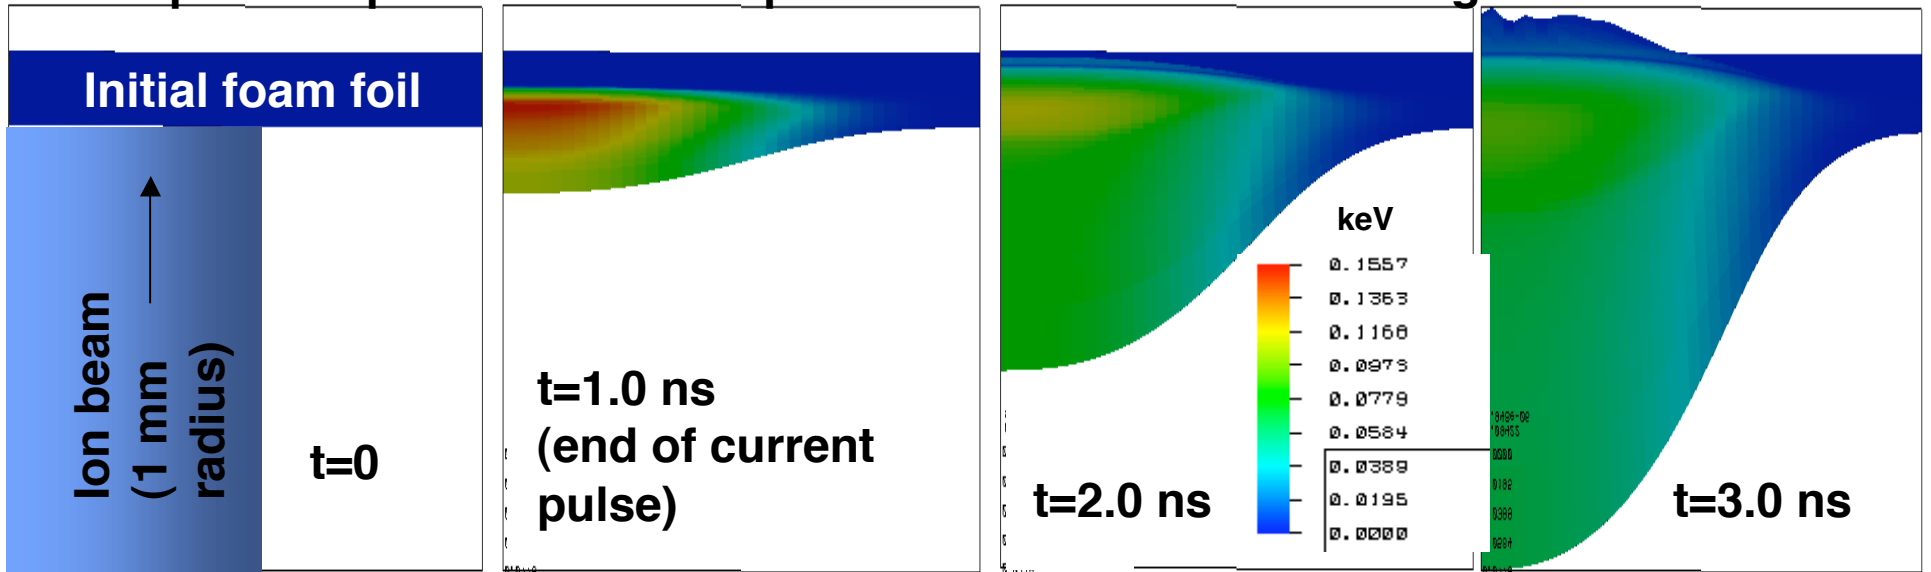 Initial foam foil
Ion beam
(1 mm
radius)
t=0
t=1.0 ns
(end of current
pulse)
t=2.0 ns
keV
0.1557
0.1363
0.1168
0.0973
0.0779
0.0584
0.0389
0.0195
0.0000
t=3.0 ns